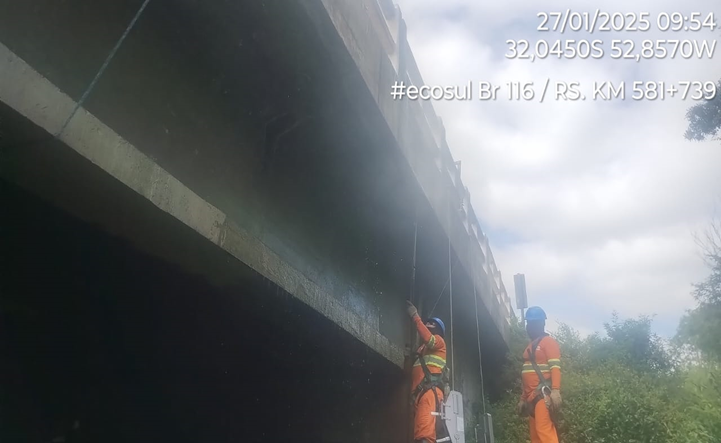 27/01/2025 09:54
32,0450S 52,8570W
#ecosul Br 116 / RS. KM 581+739